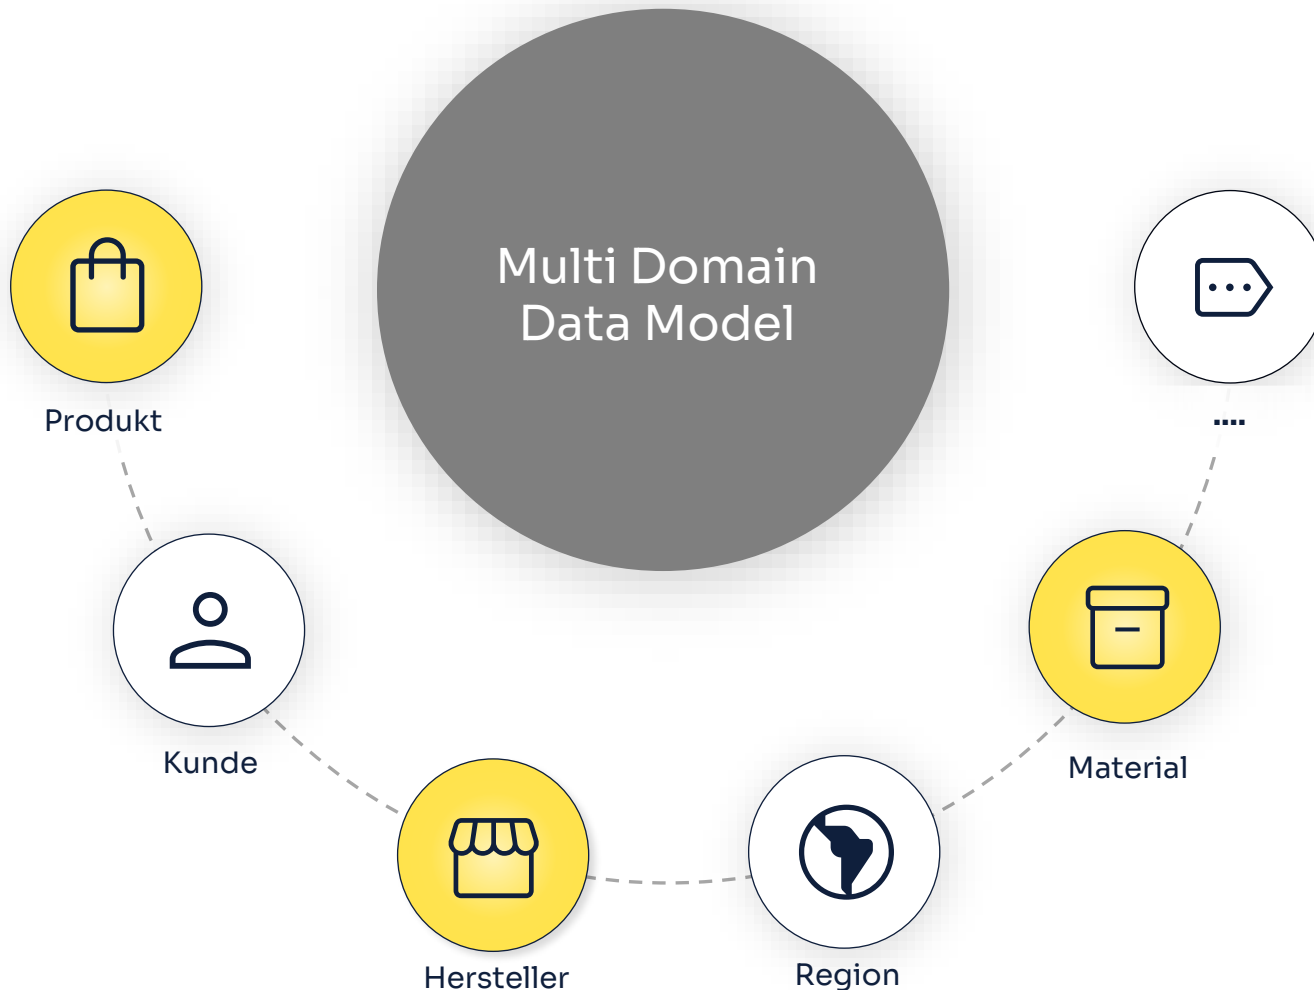 Multi Domain
Data Model
Produkt
....
Kunde
Material
Hersteller
Region